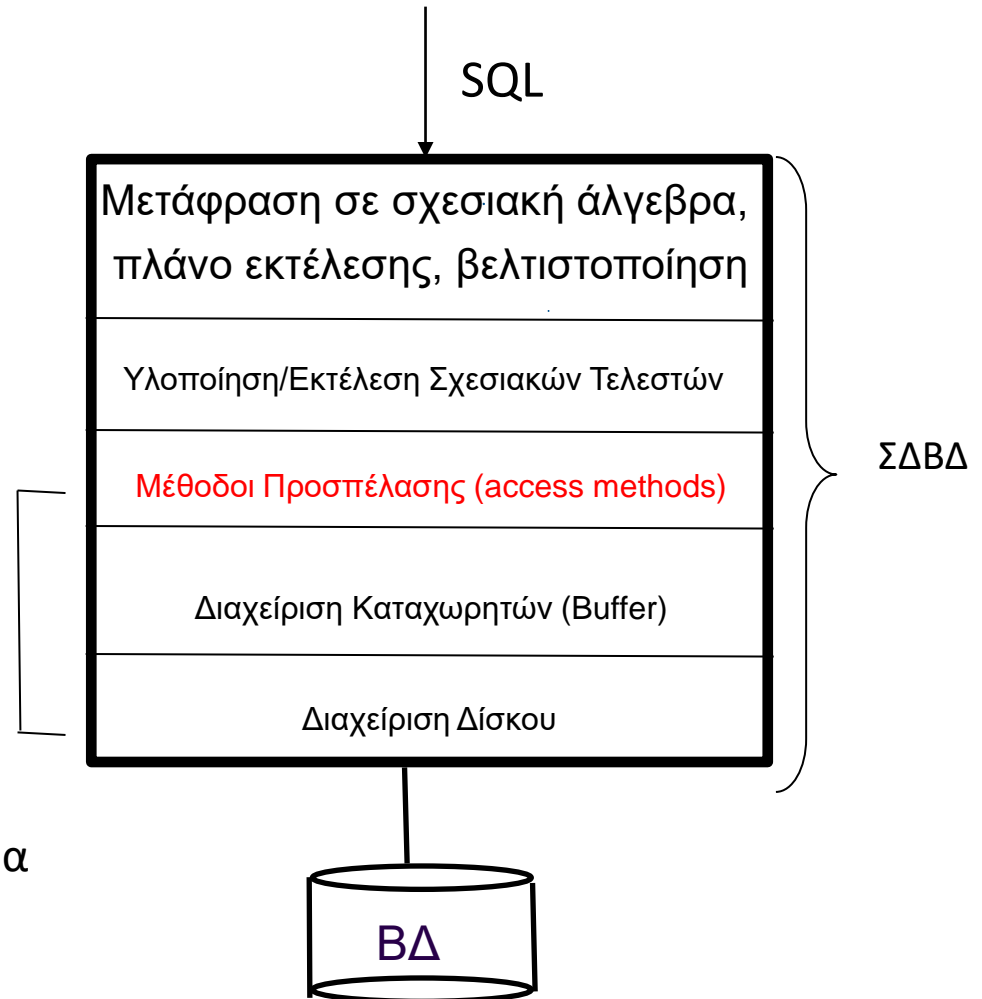 SQL
Μετάφραση σε σχεσιακή άλγεβρα,
πλάνο εκτέλεσης, βελτιστοποίηση
Υλοποίηση/Εκτέλεση Σχεσιακών Τελεστών
ΣΔΒΔ
Μέθοδοι Προσπέλασης (access methods)
Διαχείριση Καταχωρητών (Buffer)
Διαχείριση Δίσκου
α
ΒΔ